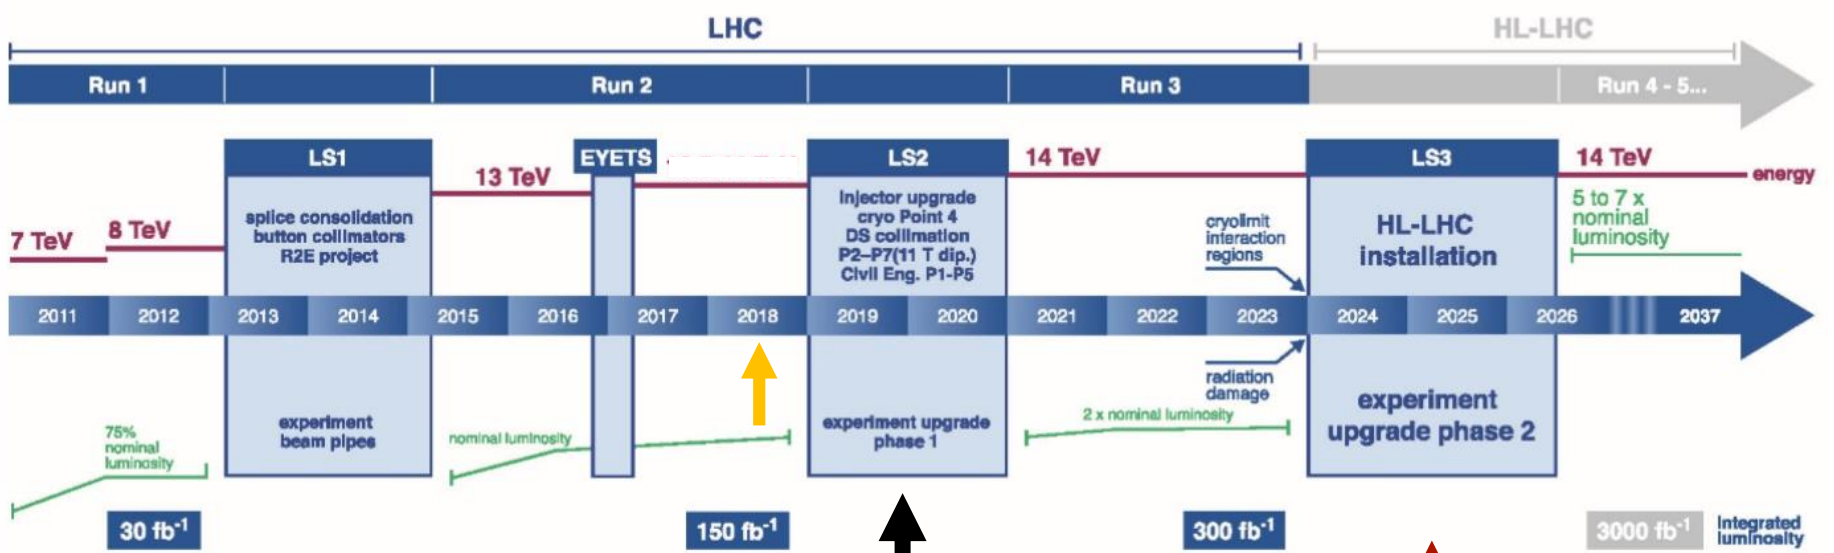 LHC
HL-LHC
Run 1
Run 2
Run 3
Run 4 - 5...
LS1
EYETS
LS2
14 TeV
LS3
14 TeV
13 TeV
energy
7 TeV
8 TeV
splice consolidation
button collimators
R2E project
Injector upgrade
cryo Point 4
DS collimation
P2–P7(11 T dip.)
Civil Eng. P1-P5
cryolimit
interaction
regions
HL-LHC
installation
5 to 7 x
nominal
luminosity
2011
2012
2013
2014
2015
2016
2017
2018
2019
2020
2021
2022
2023
2024
2025
2026
2037
75%
nominal
luminosity
experiment
beam pipes
nominal luminosity
experiment upgrade
phase 1
2 x nominal luminosity
radiation
damage
experiment
upgrade phase 2
30 fb⁻¹
150 fb⁻¹
300 fb⁻¹
3000 fb⁻¹
Integrated
luminosity